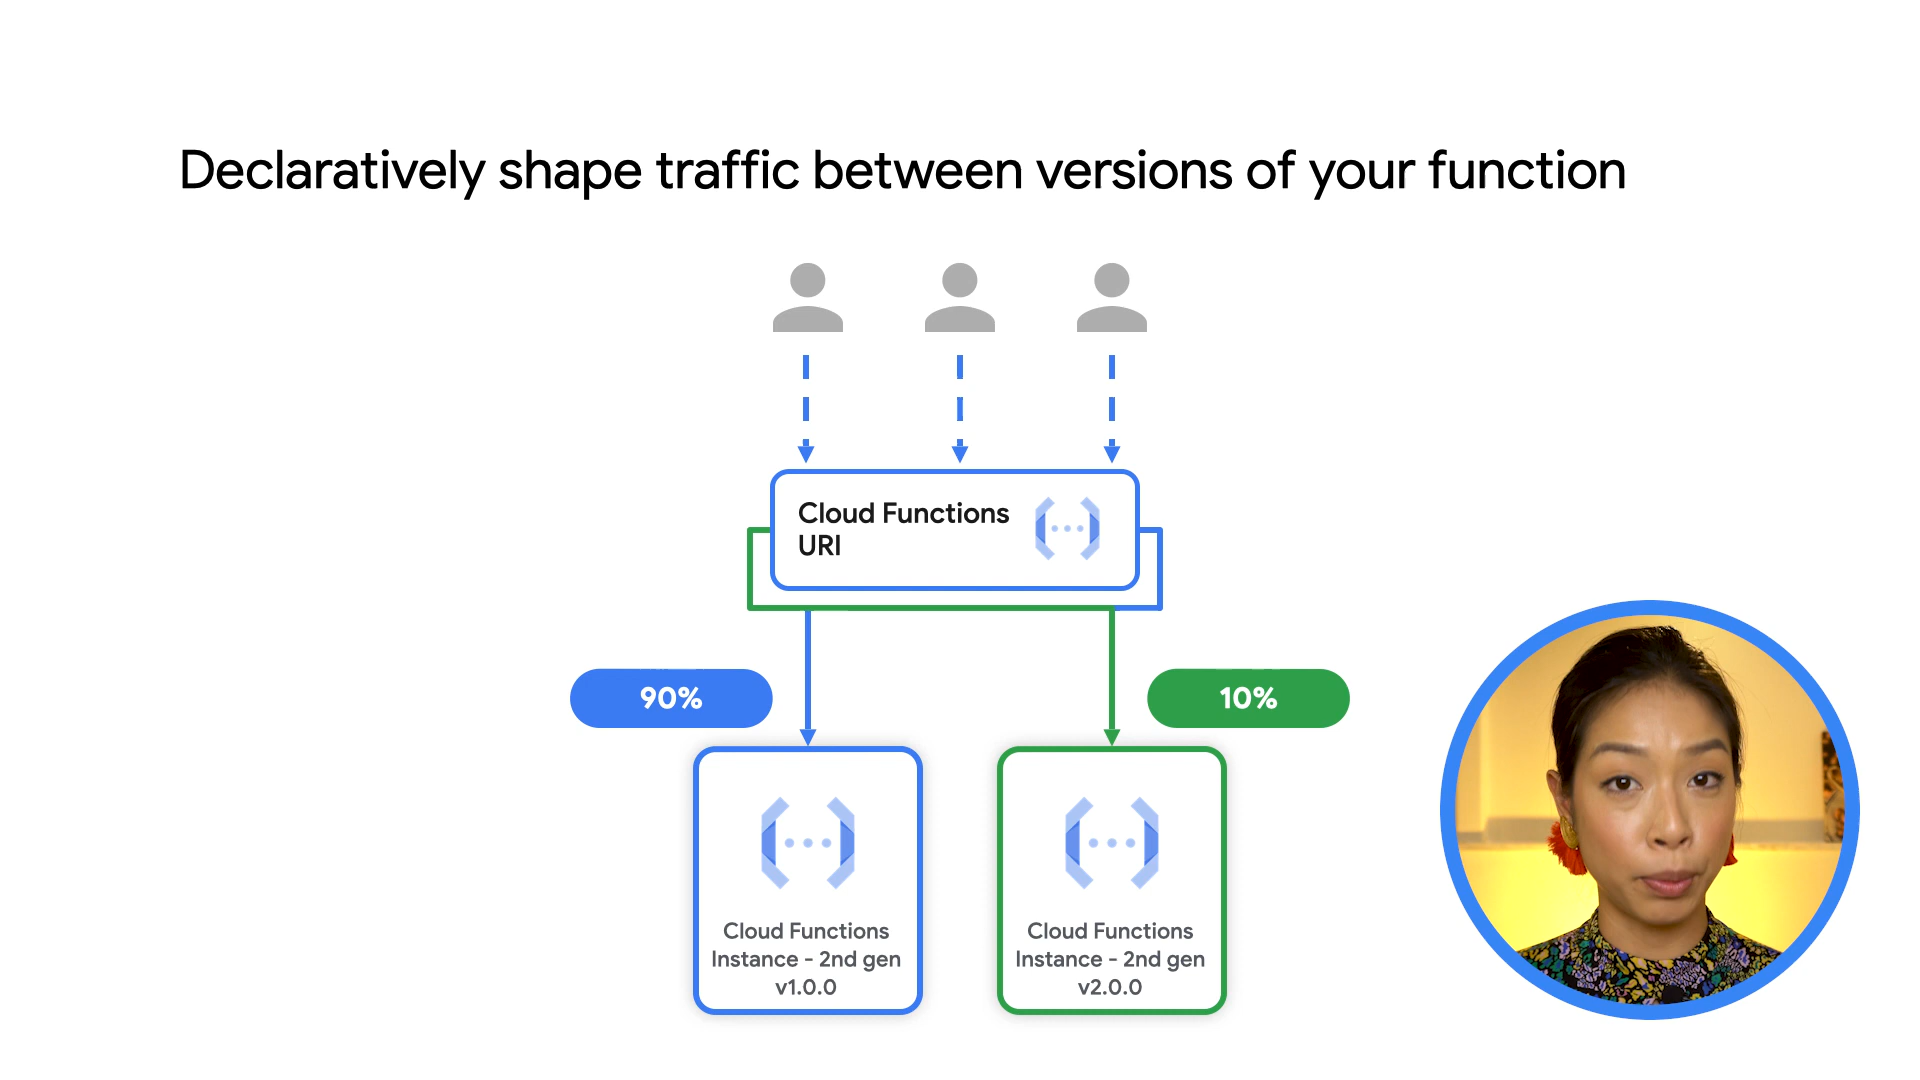 Declaratively shape traffic between versions of your function
Cloud Functions
URI
90%
10%
Cloud Functions
Instance - 2nd gen
v1.0.0
Cloud Functions
Instance - 2nd gen
v2.0.0